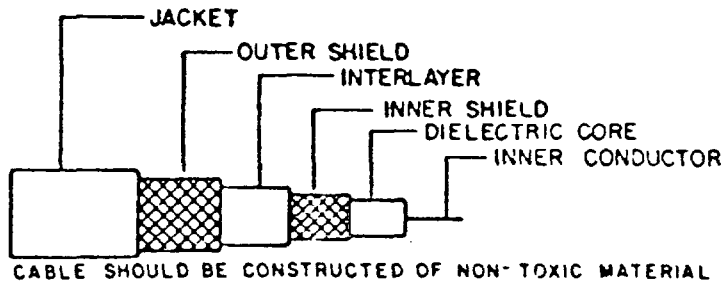 JACKET
OUTER SHIELD
INTERLAYER
INNER SHIELD
DIELECTRIC CORE
INNER CONDUCTOR
CABLE SHOULD BE CONSTRUCTED OF NON-TOXIC MATERIAL